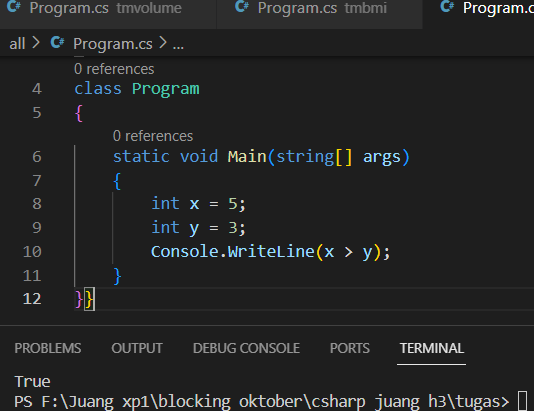 Program.cs tmvolume Program.cs tmbmi Program.c
all > Program.cs > ...
0 references
4 class Program
5 {
0 references
6 static void Main(string[] args)
7 {
8 int x = 5;
9 int y = 3;
10 Console.WriteLine(x > y);
11 }
12 }}
PROBLEMS OUTPUT DEBUG CONSOLE PORTS TERMINAL
True
PS F:\Juang xp1\blocking oktober\csharp juang h3\tugas>